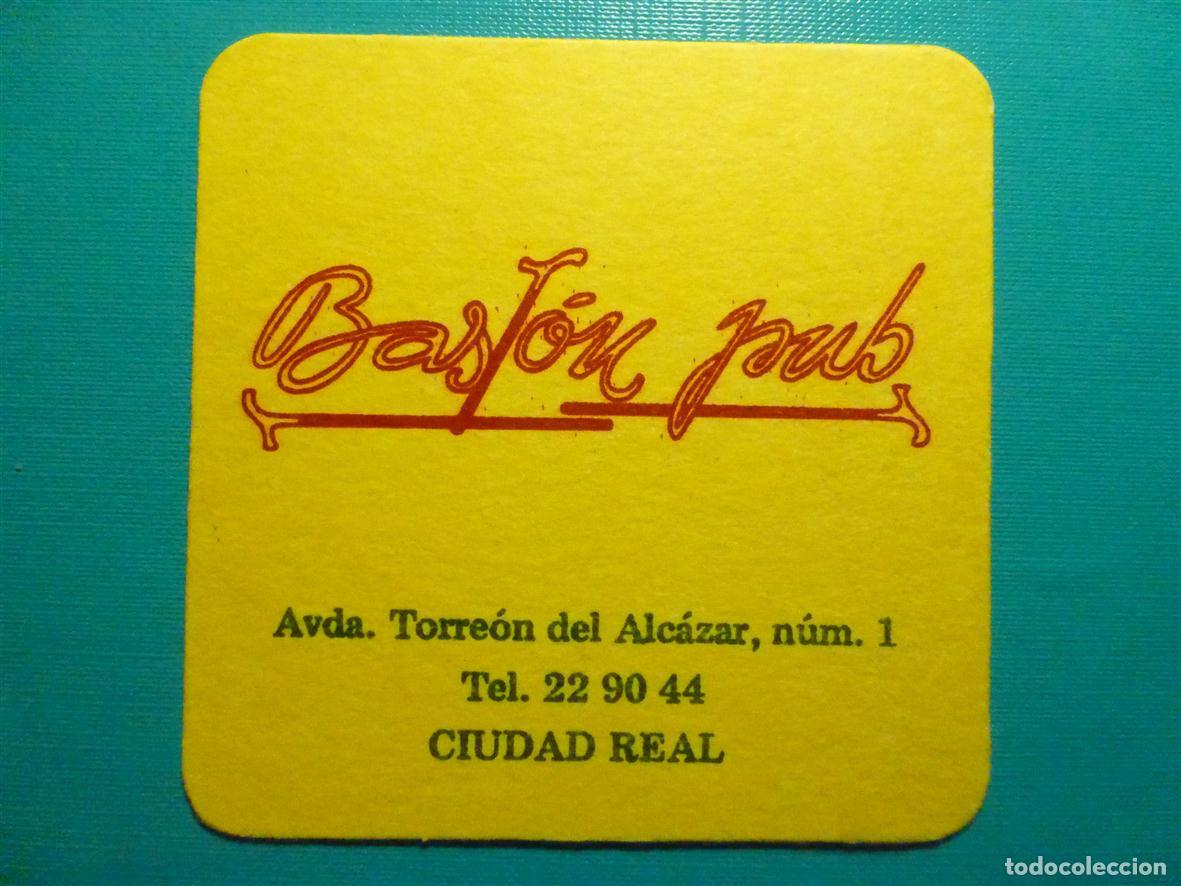 Bastón pub
Avda. Torreón del Alcázar, núm. 1
Tel. 22 90 44
CIUDAD REAL
todocoleccion